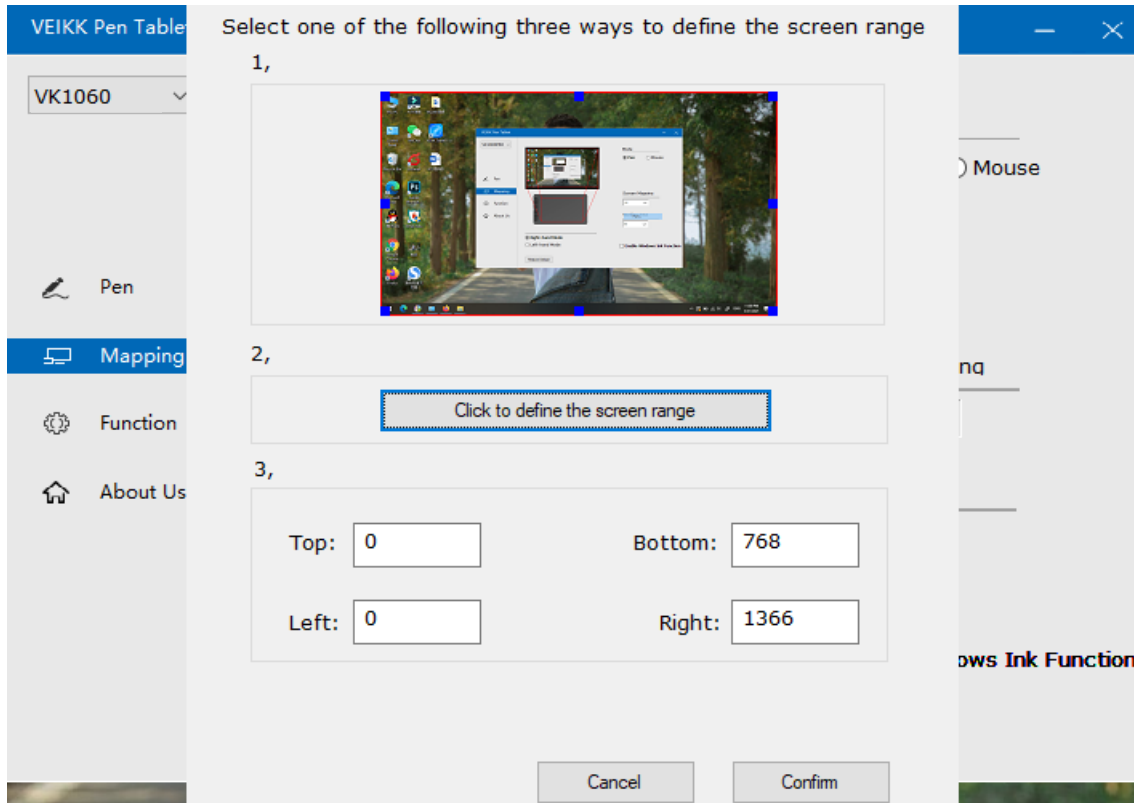 VEIKK Pen Table
Select one of the following three ways to define the screen range
VK1060
1,
Mouse
Pen
Mapping
2,
ng
Click to define the screen range
Function
3,
About Us
Top: 0
Bottom: 768
Left: 0
Right: 1366
ows Ink Function
Cancel
Confirm